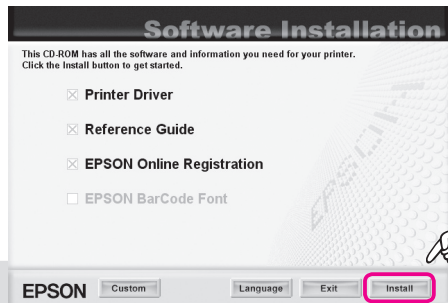 Software Installation
This CD-ROM has all the software and information you need for your printer.
Click the Install button to get started.
Printer Driver
Reference Guide
EPSON Online Registration
EPSON BarCode Font
EPSON
EPSON Custom Language Exit Install